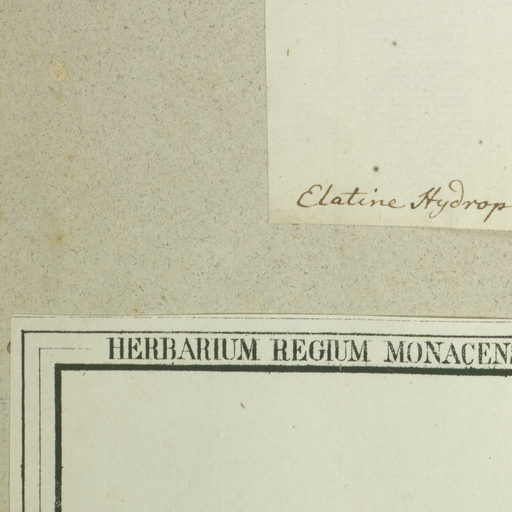 Elatine Hydrop
HERBARIUM REGIUM MONACEN